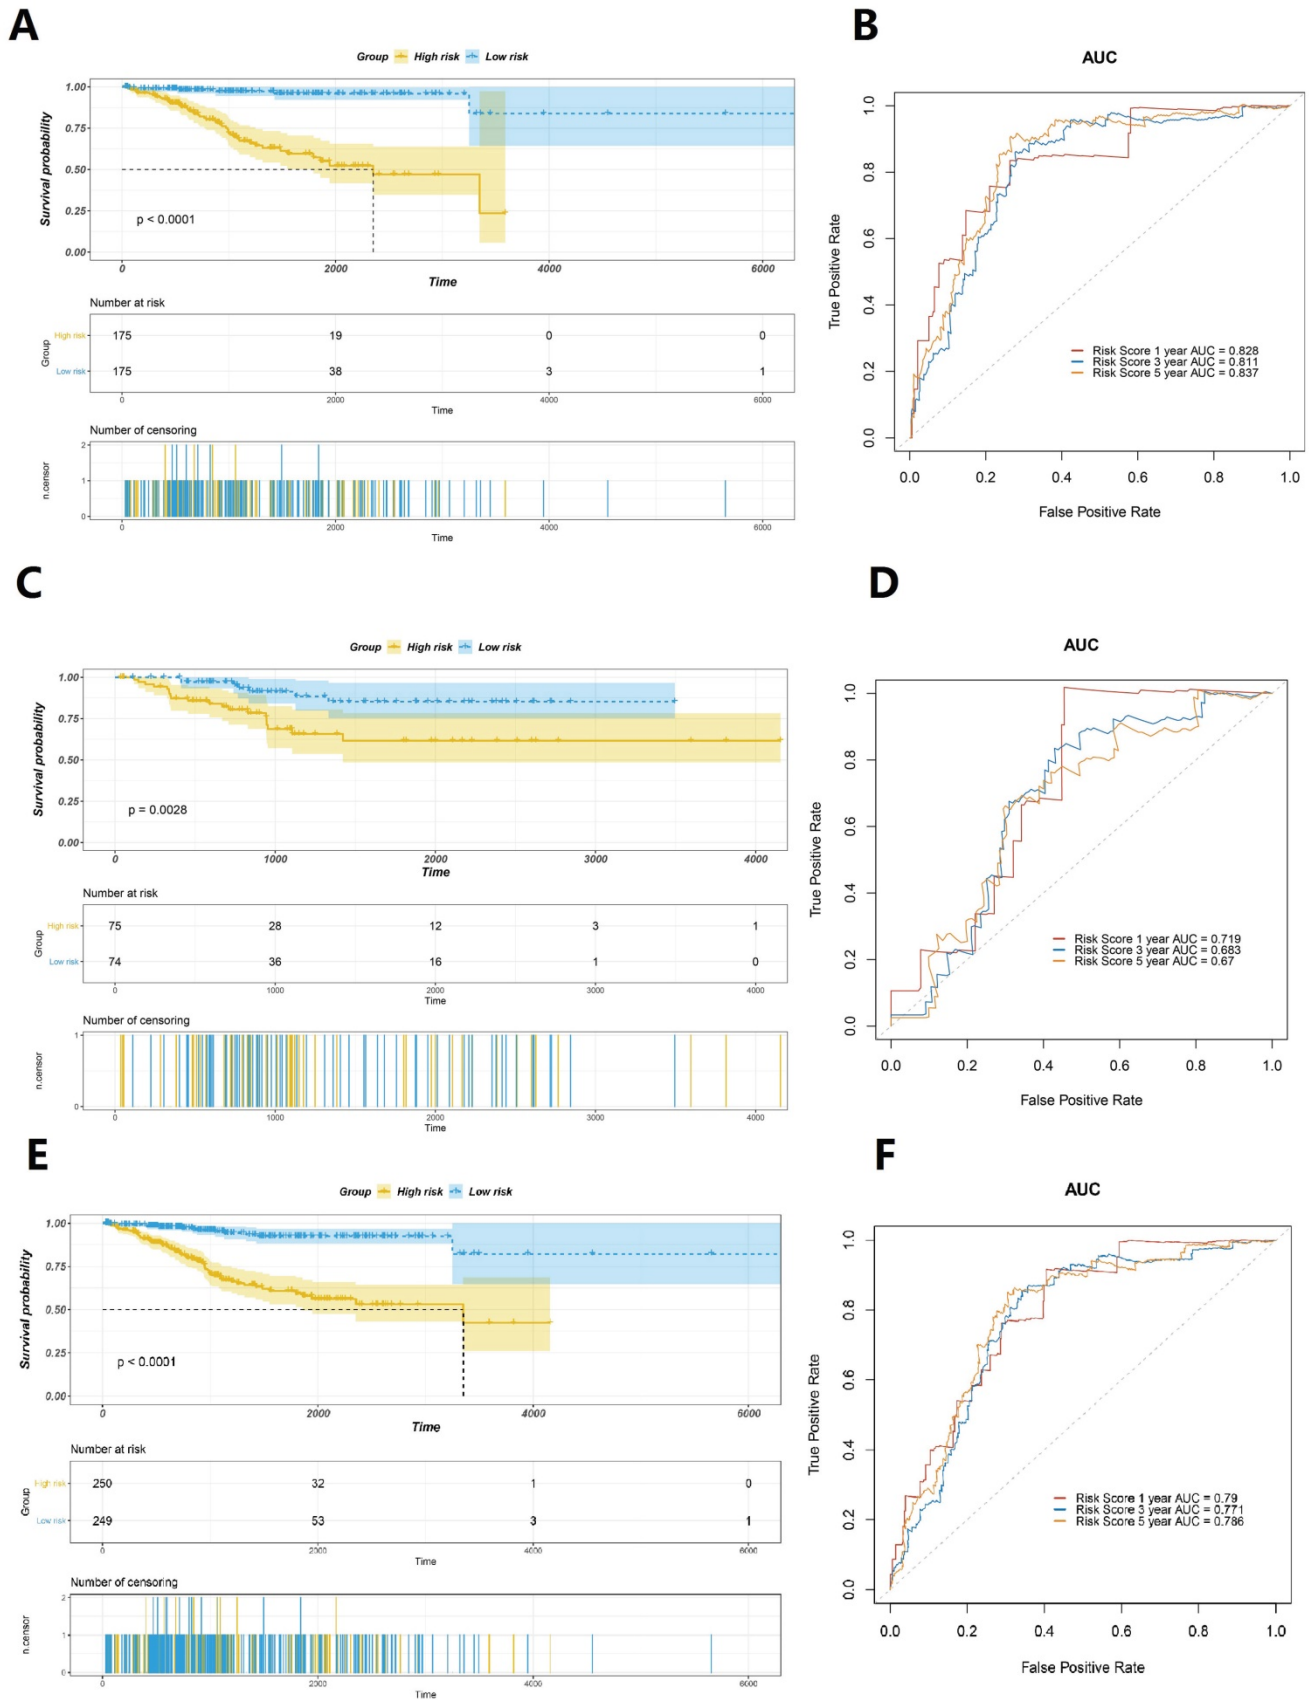 A
Group High risk Low risk
Survival probability
1.00
0.75
0.50
0.25
0.00
p < 0.0001
0 2000 4000 6000
Time
Number at risk
Group
High risk 175 19 0 0
Low risk 175 38 3 1
0 2000 4000 6000
Time
Number of censoring
n.censor
2
1
0
0 2000 4000 6000
Time
B
AUC
True Positive Rate
1.0
0.8
0.6
0.4
0.2
0.0
Risk Score 1 year AUC = 0.828
Risk Score 3 year AUC = 0.811
Risk Score 5 year AUC = 0.837
0.0 0.2 0.4 0.6 0.8 1.0
False Positive Rate
C
Group High risk Low risk
Survival probability
1.00
0.75
0.50
0.25
0.00
p = 0.0028
0 1000 2000 3000 4000
Time
Number at risk
Group
High risk 75 28 12 3 1
Low risk 74 36 16 1 0
0 1000 2000 3000 4000
Time
Number of censoring
n.censor
1
0
0 1000 2000 3000 4000
Time
D
AUC
True Positive Rate
1.0
0.8
0.6
0.4
0.2
0.0
Risk Score 1 year AUC = 0.719
Risk Score 3 year AUC = 0.683
Risk Score 5 year AUC = 0.67
0.0 0.2 0.4 0.6 0.8 1.0
False Positive Rate
E
Group High risk Low risk
Survival probability
1.00
0.75
0.50
0.25
0.00
p < 0.0001
0 2000 4000 6000
Time
Number at risk
Group
High risk 250 32 1 0
Low risk 249 53 3 1
0 2000 4000 6000
Time
Number of censoring
n.censor
2
1
0
0 2000 4000 6000
Time
F
AUC
True Positive Rate
1.0
0.8
0.6
0.4
0.2
0.0
Risk Score 1 year AUC = 0.79
Risk Score 3 year AUC = 0.771
Risk Score 5 year AUC = 0.786
0.0 0.2 0.4 0.6 0.8 1.0
False Positive Rate